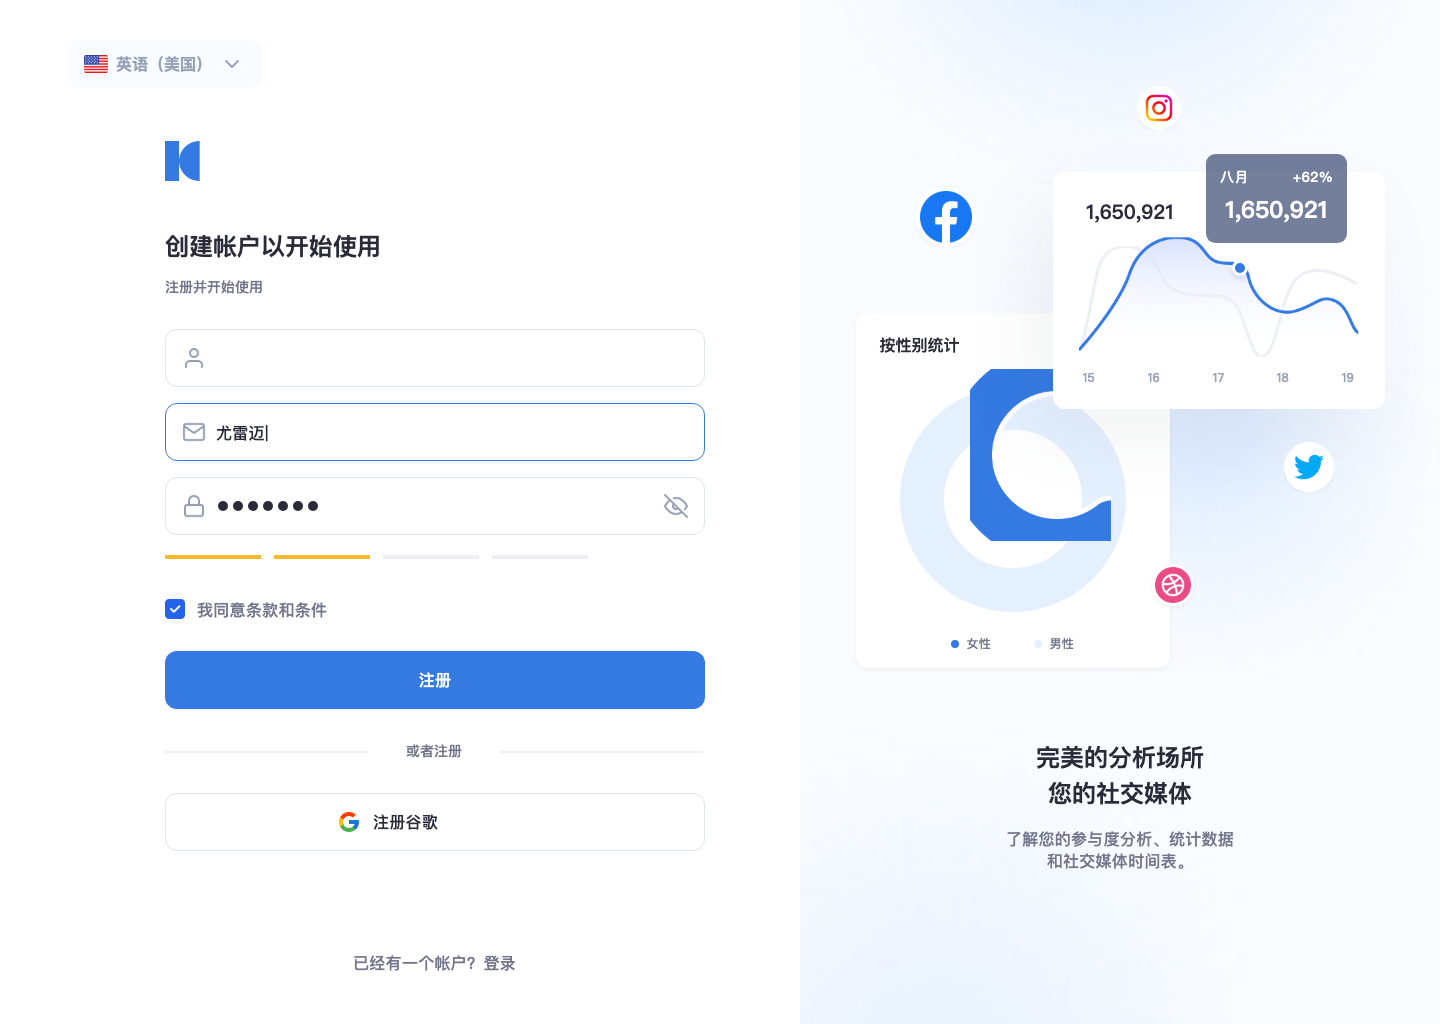 英语（美国）
创建帐户以开始使用
注册并开始使用
尤雷迈
我同意条款和条件
注册
或者注册
注册谷歌
已经有一个帐户？登录
八月 +62%
1,650,921
1,650,921
15 16 17 18 19
按性别统计
女性 男性
完美的分析场所
您的社交媒体
了解您的参与度分析、统计数据
和社交媒体时间表。